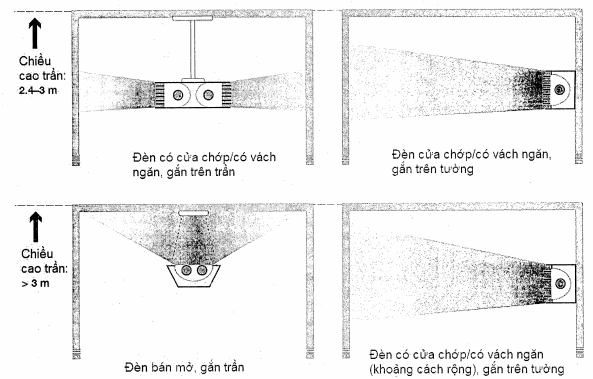 Chiều
cao trần:
2.4–3 m
Đèn có cửa chớp/có vách
ngăn, gắn trên trần
Đèn cửa chớp/có vách ngăn,
gắn trên tường
Chiều
cao trần:
> 3 m
Đèn bán mở, gắn trần
Đèn có cửa chớp/có vách ngăn
(khoảng cách rộng), gắn trên tường